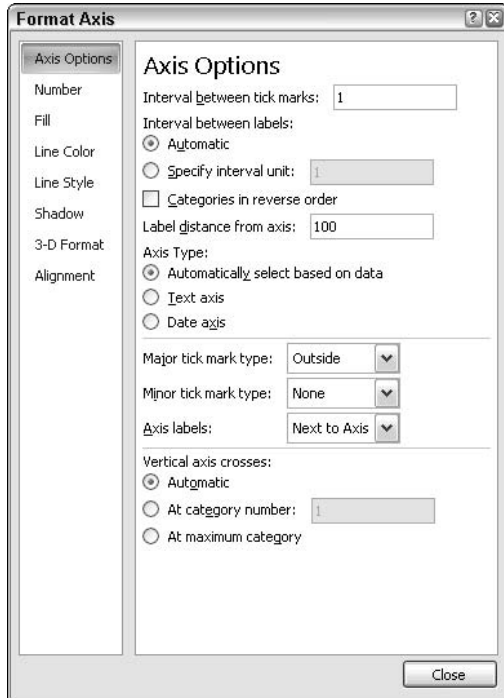 Format Axis
Axis Options
Number
Fill
Line Color
Line Style
Shadow
3-D Format
Alignment
Axis Options
Interval between tick marks: 1
Interval between labels:
Automatic
Specify interval unit: 1
Categories in reverse order
Label distance from axis: 100
Axis Type:
Automatically select based on data
Text axis
Date axis
Major tick mark type: Outside
Minor tick mark type: None
Axis labels: Next to Axis
Vertical axis crosses:
Automatic
At category number: 1
At maximum category
Close